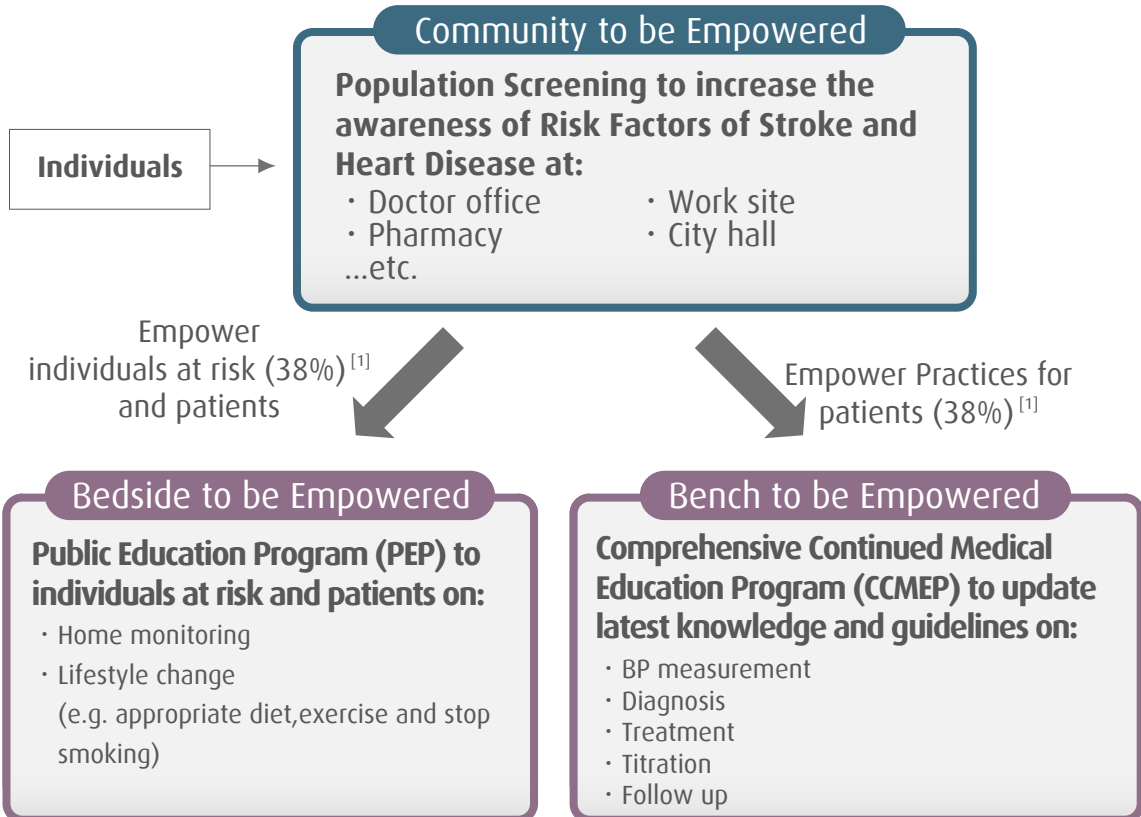 Community to be Empowered
Population Screening to increase the
awareness of Risk Factors of Stroke and
Heart Disease at:
・Doctor office ・Work site
・Pharmacy ・City hall
...etc.
Individuals
Empower
individuals at risk (38%) [1]
and patients
Empower Practices for
patients (38%) [1]
Bedside to be Empowered
Public Education Program (PEP) to
individuals at risk and patients on:
・Home monitoring
・Lifestyle change
(e.g. appropriate diet,exercise and stop
smoking)
Bench to be Empowered
Comprehensive Continued Medical
Education Program (CCMEP) to update
latest knowledge and guidelines on:
・BP measurement
・Diagnosis
・Treatment
・Titration
・Follow up